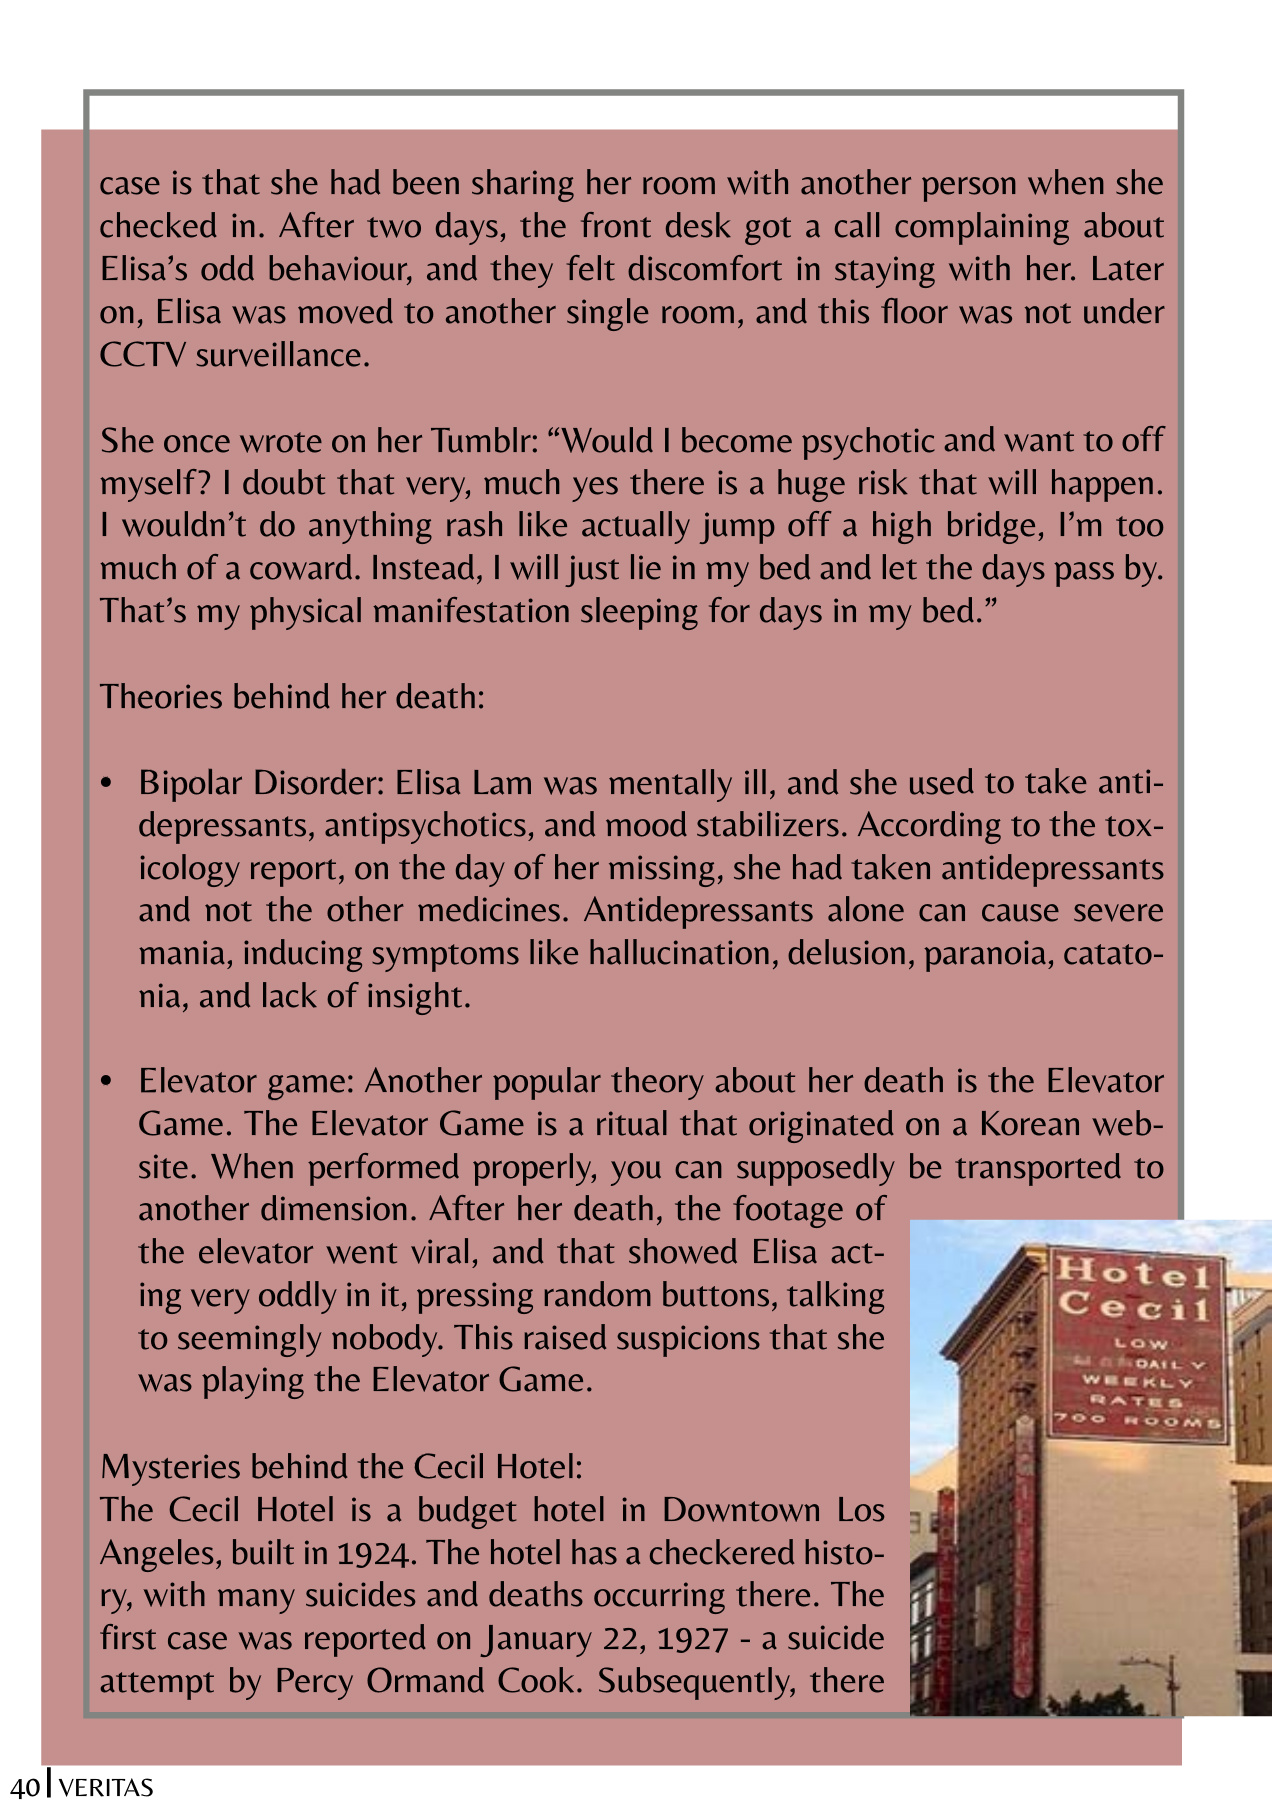 case is that she had been sharing her room with another person when she
checked in. After two days, the front desk got a call complaining about
Elisa’s odd behaviour, and they felt discomfort in staying with her. Later
on, Elisa was moved to another single room, and this floor was not under
CCTV surveillance.
She once wrote on her Tumblr: “Would I become psychotic and want to off
myself? I doubt that very, much yes there is a huge risk that will happen.
I wouldn’t do anything rash like actually jump off a high bridge, I’m too
much of a coward. Instead, I will just lie in my bed and let the days pass by.
That’s my physical manifestation sleeping for days in my bed.”
Theories behind her death:
• Bipolar Disorder: Elisa Lam was mentally ill, and she used to take anti-
depressants, antipsychotics, and mood stabilizers. According to the tox-
icology report, on the day of her missing, she had taken antidepressants
and not the other medicines. Antidepressants alone can cause severe
mania, inducing symptoms like hallucination, delusion, paranoia, catato-
nia, and lack of insight.
• Elevator game: Another popular theory about her death is the Elevator
Game. The Elevator Game is a ritual that originated on a Korean web-
site. When performed properly, you can supposedly be transported to
another dimension. After her death, the footage of
the elevator went viral, and that showed Elisa act-
ing very oddly in it, pressing random buttons, talking
to seemingly nobody. This raised suspicions that she
was playing the Elevator Game.
Mysteries behind the Cecil Hotel:
The Cecil Hotel is a budget hotel in Downtown Los
Angeles, built in 1924. The hotel has a checkered histo-
ry, with many suicides and deaths occurring there. The
first case was reported on January 22, 1927 - a suicide
attempt by Percy Ormand Cook. Subsequently, there
Hotel
Cecil
LOW
DAILY
WEEKLY
RATES
700 ROOMS
40 | VERITAS